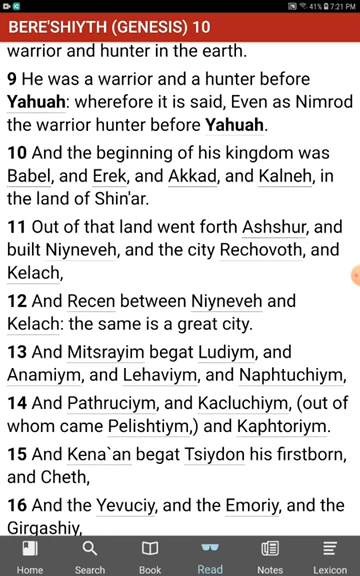 41% 7:21 PM
BERE'SHIYTH (GENESIS) 10
warrior and hunter in the earth.
9 He was a warrior and a hunter before
Yahuah: wherefore it is said, Even as Nimrod
the warrior hunter before Yahuah.
10 And the beginning of his kingdom was
Babel, and Erek, and Akkad, and Kalneh, in
the land of Shin'ar.
11 Out of that land went forth Ashshur, and
built Niyneveh, and the city Rechovoth, and
Kelach,
12 And Recen between Niyneveh and
Kelach: the same is a great city.
13 And Mitsrayim begat Ludiym, and
Anamiym, and Lehaviym, and Naphtuchiym,
14 And Pathruciym, and Kacluchiym, (out of
whom came Pelishtiym,) and Kaphtoriym.
15 And Kena`an begat Tsiydon his firstborn,
and Cheth,
16 And the Yevuciy, and the Emoriy, and the
Girgashiy,
Home Search Book Read Notes Lexicon